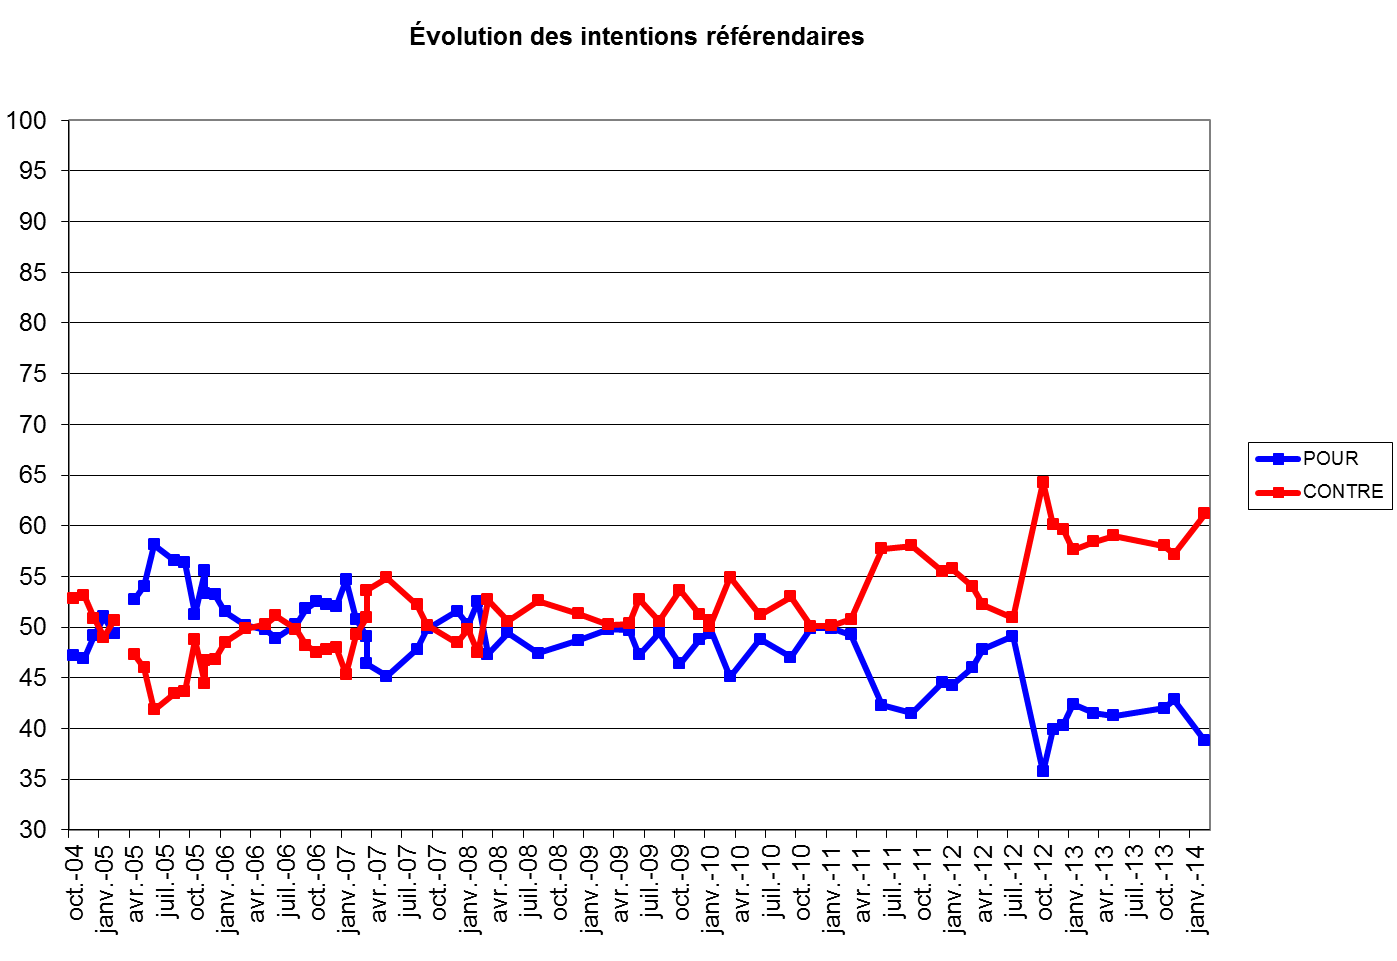 Évolution des intentions référendaires
100
95
90
85
80
75
70
65
60
55
50
45
40
35
30
oct.-04
janv.-05
avr.-05
juil.-05
oct.-05
janv.-06
avr.-06
juil.-06
oct.-06
janv.-07
avr.-07
juil.-07
oct.-07
janv.-08
avr.-08
juil.-08
oct.-08
janv.-09
avr.-09
juil.-09
oct.-09
janv.-10
avr.-10
juil.-10
oct.-10
janv.-11
avr.-11
juil.-11
oct.-11
janv.-12
avr.-12
juil.-12
oct.-12
janv.-13
avr.-13
juil.-13
oct.-13
janv.-14
POUR
CONTRE